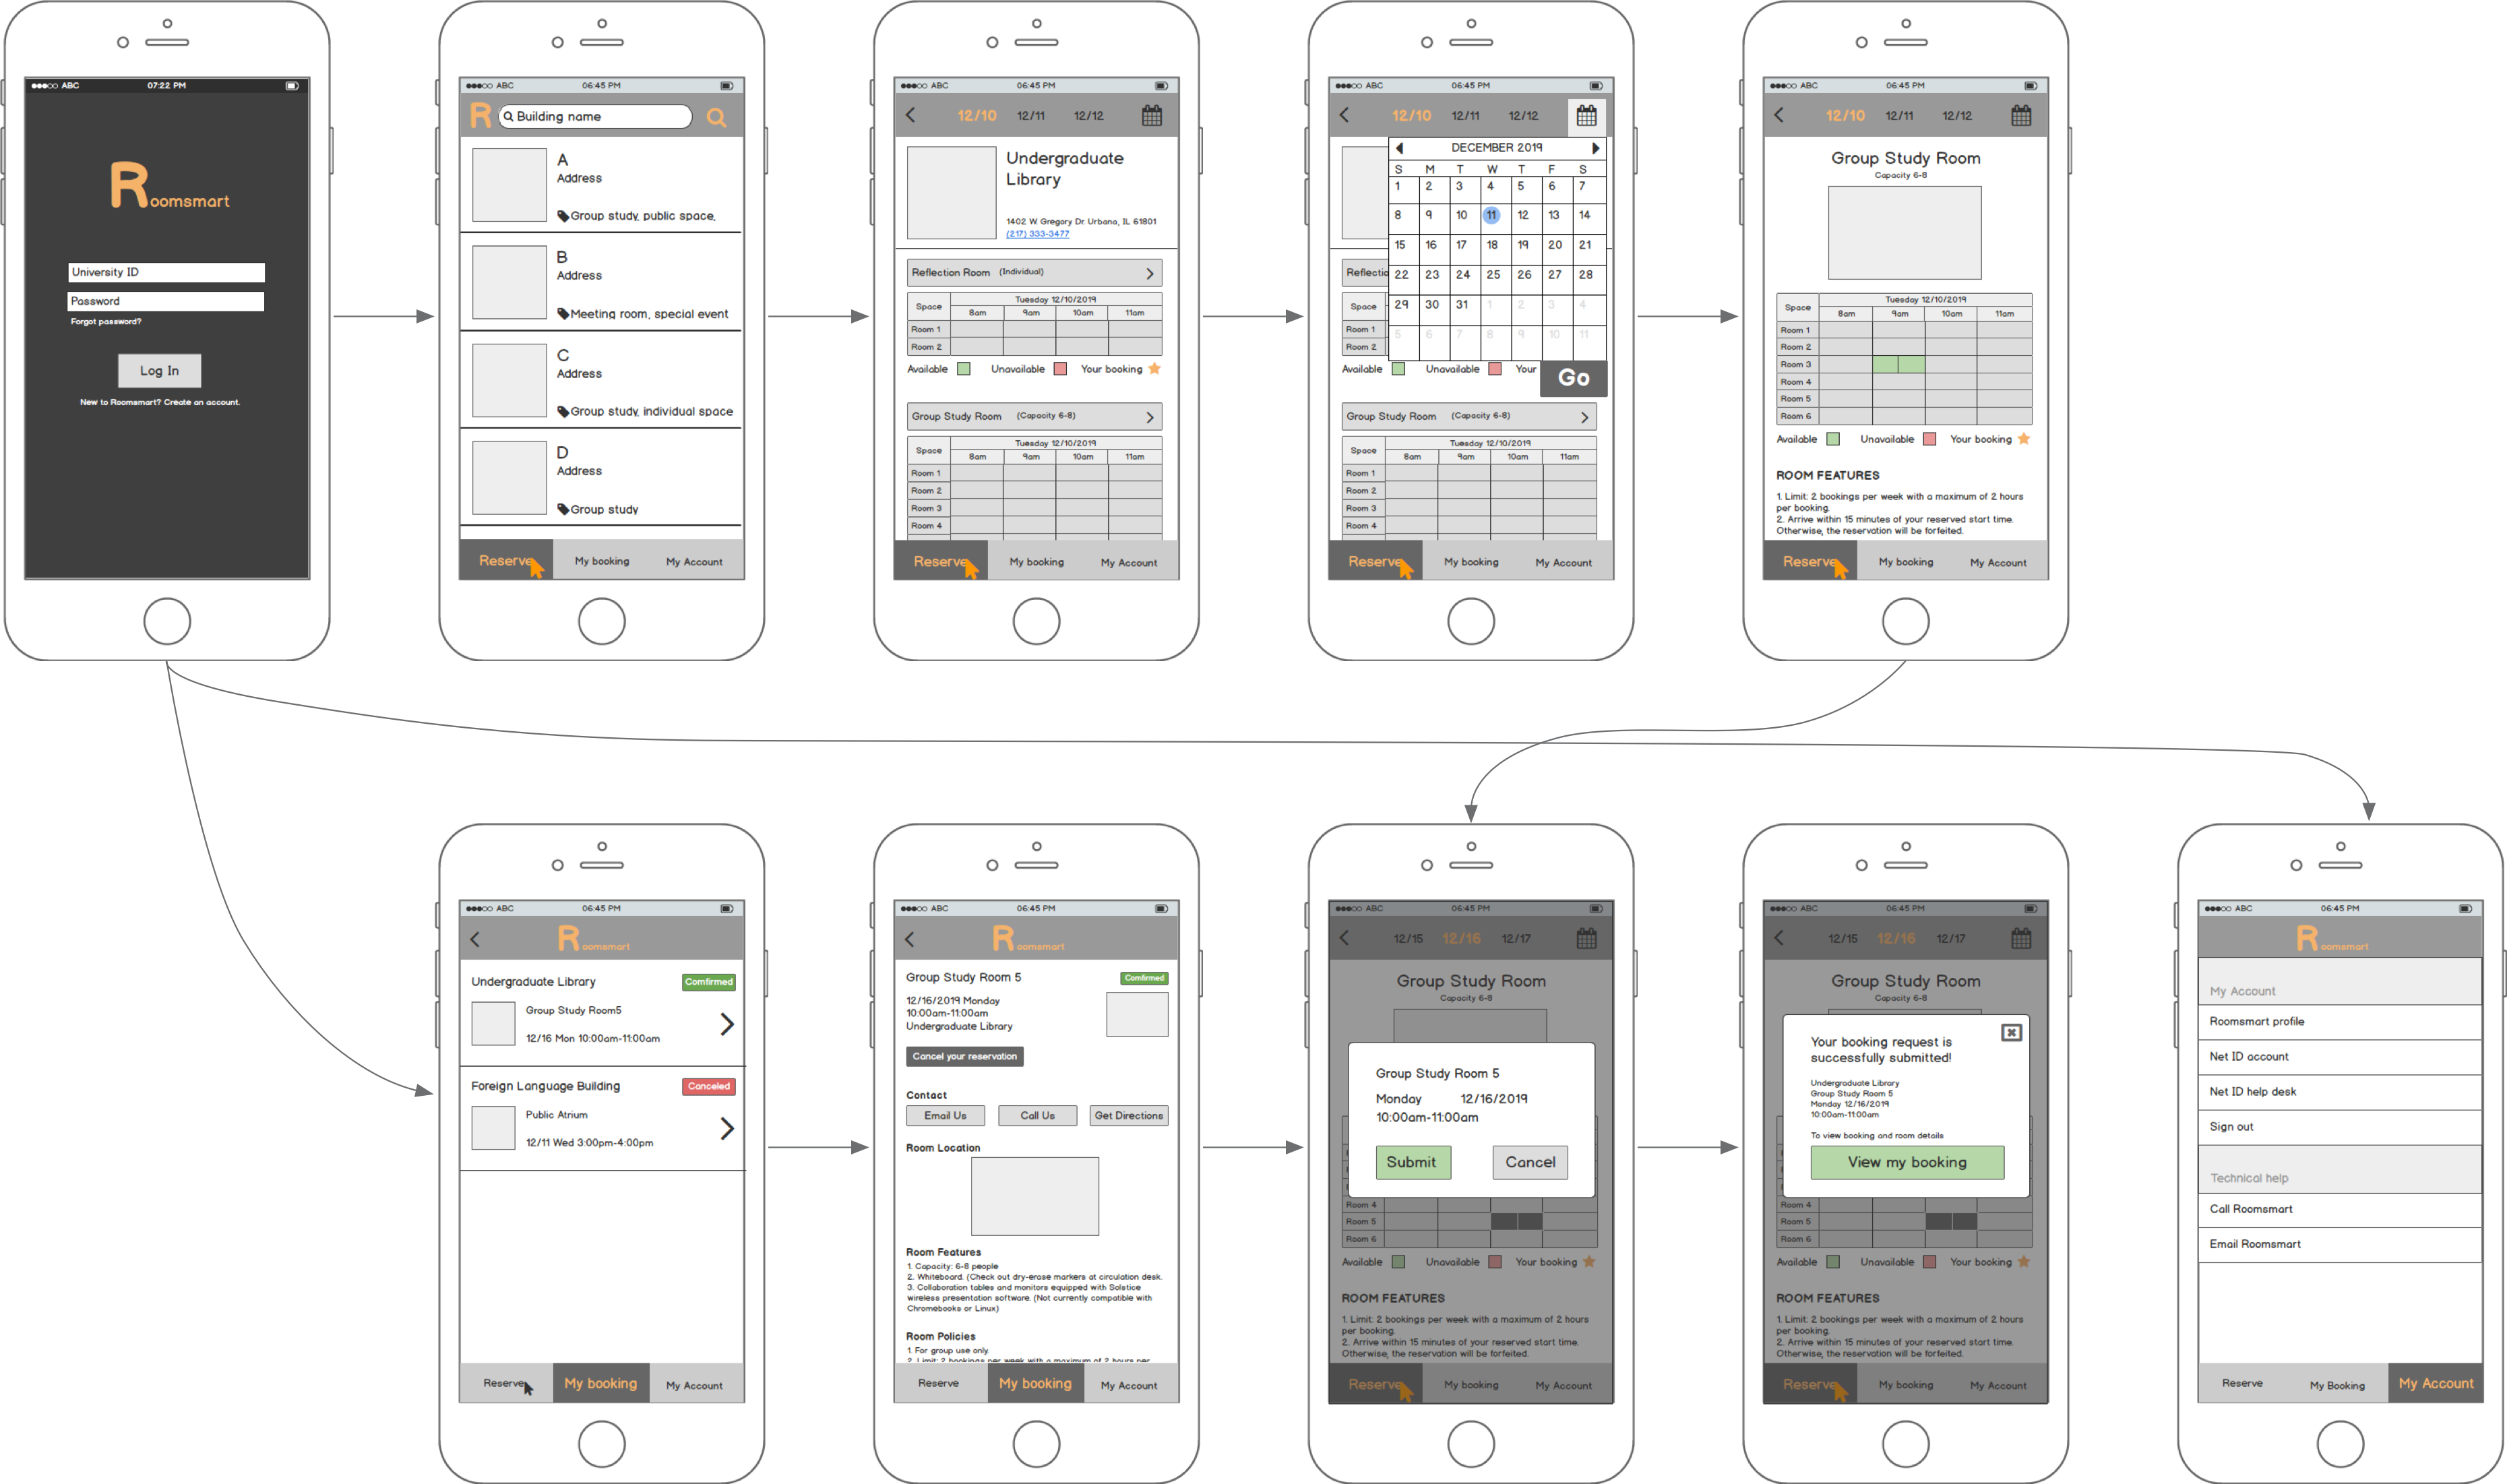 ABC 07:22 PM
Roomsmart
University ID
Password
Forgot password?
Log In
New to Roomsmart? Create an account.
ABC 06:45 PM
R Building name
A
Address
Group study, public space,
B
Address
Meeting room, special event
C
Address
Group study, individual space
D
Address
Group study
Reserve My booking My Account
ABC 06:45 PM
12/10 12/11 12/12
Undergraduate
Library
1402 W. Gregory Dr. Urbana, IL 61801
(217) 333-3477
Reflection Room (Individual)
Space Tuesday 12/10/2019
8am 9am 10am 11am
Room 1
Room 2
Available Unavailable Your booking
Group Study Room (Capacity 6-8)
Space Tuesday 12/10/2019
8am 9am 10am 11am
Room 1
Room 2
Room 3
Room 4
Reserve My booking My Account
ABC 06:45 PM
12/10 12/11 12/12
DECEMBER 2019
S M T W T F S
1 2 3 4 5 6 7
8 9 10 11 12 13 14
15 16 17 18 19 20 21
22 23 24 25 26 27 28
29 30 31 1 2 3 4
5 6 7 8 9 10 11
Go
Reflectio
Space
Room 1
Room 2
Available Unavailable Your
Group Study Room (Capacity 6-8)
Space Tuesday 12/10/2019
8am 9am 10am 11am
Room 1
Room 2
Room 3
Room 4
Reserve My booking My Account
ABC 06:45 PM
12/10 12/11 12/12
Group Study Room
Capacity 6-8
Space Tuesday 12/10/2019
8am 9am 10am 11am
Room 1
Room 2
Room 3
Room 4
Room 5
Room 6
Available Unavailable Your booking
ROOM FEATURES
1. Limit: 2 bookings per week with a maximum of 2 hours
per booking.
2. Arrive within 15 minutes of your reserved start time.
Otherwise, the reservation will be forfeited.
Reserve My booking My Account
ABC 06:45 PM
Roomsmart
Undergraduate Library Comfirmed
Group Study Room5
12/16 Mon 10:00am-11:00am
Foreign Language Building Canceled
Public Atrium
12/11 Wed 3:00pm-4:00pm
Reserve My booking My Account
ABC 06:45 PM
Roomsmart
Group Study Room 5 Comfirmed
12/16/2019 Monday
10:00am-11:00am
Undergraduate Library
Cancel your reservation
Contact
Email Us Call Us Get Directions
Room Location
Room Features
1. Capacity: 6-8 people
2. Whiteboard. (Check out dry-erase markers at circulation desk.
3. Collaboration tables and monitors equipped with Solstice
wireless presentation software. (Not currently compatible with
Chromebooks or Linux)
Room Policies
1. For group use only.
2. Limit: 2 bookings per week with a maximum of 2 hours per
Reserve My booking My Account
ABC 06:45 PM
12/15 12/16 12/17
Group Study Room
Capacity 6-8
Group Study Room 5
Monday 12/16/2019
10:00am-11:00am
Submit Cancel
Room 4
Room 5
Room 6
Available Unavailable Your booking
ROOM FEATURES
1. Limit: 2 bookings per week with a maximum of 2 hours
per booking.
2. Arrive within 15 minutes of your reserved start time.
Otherwise, the reservation will be forfeited.
Reserve My booking My Account
ABC 06:45 PM
12/15 12/16 12/17
Group Study Room
Capacity 6-8
Your booking request is
successfully submitted!
Undergraduate Library
Group Study Room 5
Monday 12/16/2019
10:00am-11:00am
To view booking and room details
View my booking
Room 4
Room 5
Room 6
Available Unavailable Your booking
ROOM FEATURES
1. Limit: 2 bookings per week with a maximum of 2 hours
per booking.
2. Arrive within 15 minutes of your reserved start time.
Otherwise, the reservation will be forfeited.
Reserve My booking My Account
ABC 06:45 PM
Roomsmart
My Account
Roomsmart profile
Net ID account
Net ID help desk
Sign out
Technical help
Call Roomsmart
Email Roomsmart
Reserve My Booking My Account